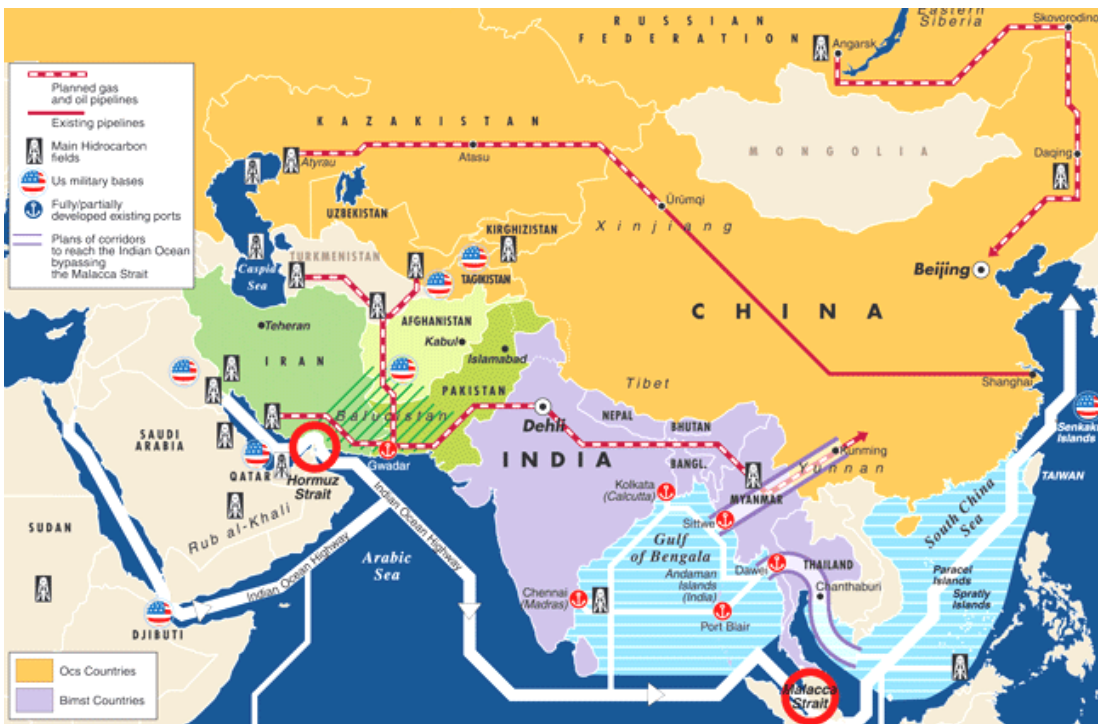 Planned gas
and oil pipelines
Existing pipelines
Main Hidrocarbon
fields
Us military bases
Fully/partially
developed existing ports
Plans of corridors
to reach the Indian Ocean
bypassing
the Malacca Strait
RUSSIAN
FEDERATION
Eastern
Siberia
Skovorodino
Angarsk
KAZAKISTAN
Atyrau
Atasu
MONGOLIA
Daqing
Ürümqi
Xinjiang
UZBEKISTAN
KIRGHIZISTAN
TURKMENISTAN
TAGIKISTAN
Caspid
Sea
Beijing
CHINA
Teheran
IRAN
AFGHANISTAN
Kabul
Islamabad
PAKISTAN
Balucistan
Tibet
Shanghai
NEPAL
BHUTAN
Dehli
INDIA
BANGL.
Senkaku
Islands
TAIWAN
SAUDI
ARABIA
QATAR
Hormuz
Strait
Gwadar
Kunming
Yunnan
MYANMAR
Kolkata
(Calcutta)
Sittwe
Rub al-Khali
SUDAN
Indian Ocean Highway
Indian Ocean Highway
Arabic
Sea
Gulf
of Bengala
South China
Sea
Dawei
THAILAND
Chanthaburi
Andaman
Islands
(India)
Port Blair
Chennai
(Madras)
Paracel
Islands
Spratly
Islands
DJIBUTI
Malacca
Strait
Ocs Countries
Bimst Countries